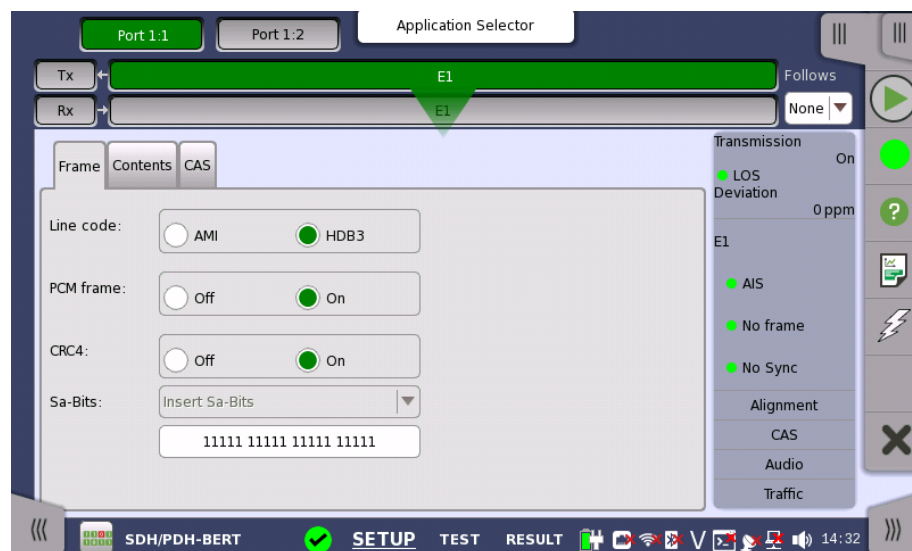 Application Selector
Port 1:1
Port 1:2
Tx
E1
Follows
Rx
E1
None
Frame
Contents
CAS
Line code:
AMI
HDB3
PCM frame:
Off
On
CRC4:
Off
On
Sa-Bits:
Insert Sa-Bits
11111 11111 11111 11111
Transmission
On
LOS
Deviation
0 ppm
E1
AIS
No frame
No Sync
Alignment
CAS
Audio
Traffic
SDH/PDH-BERT
SETUP
TEST
RESULT
V
14:32